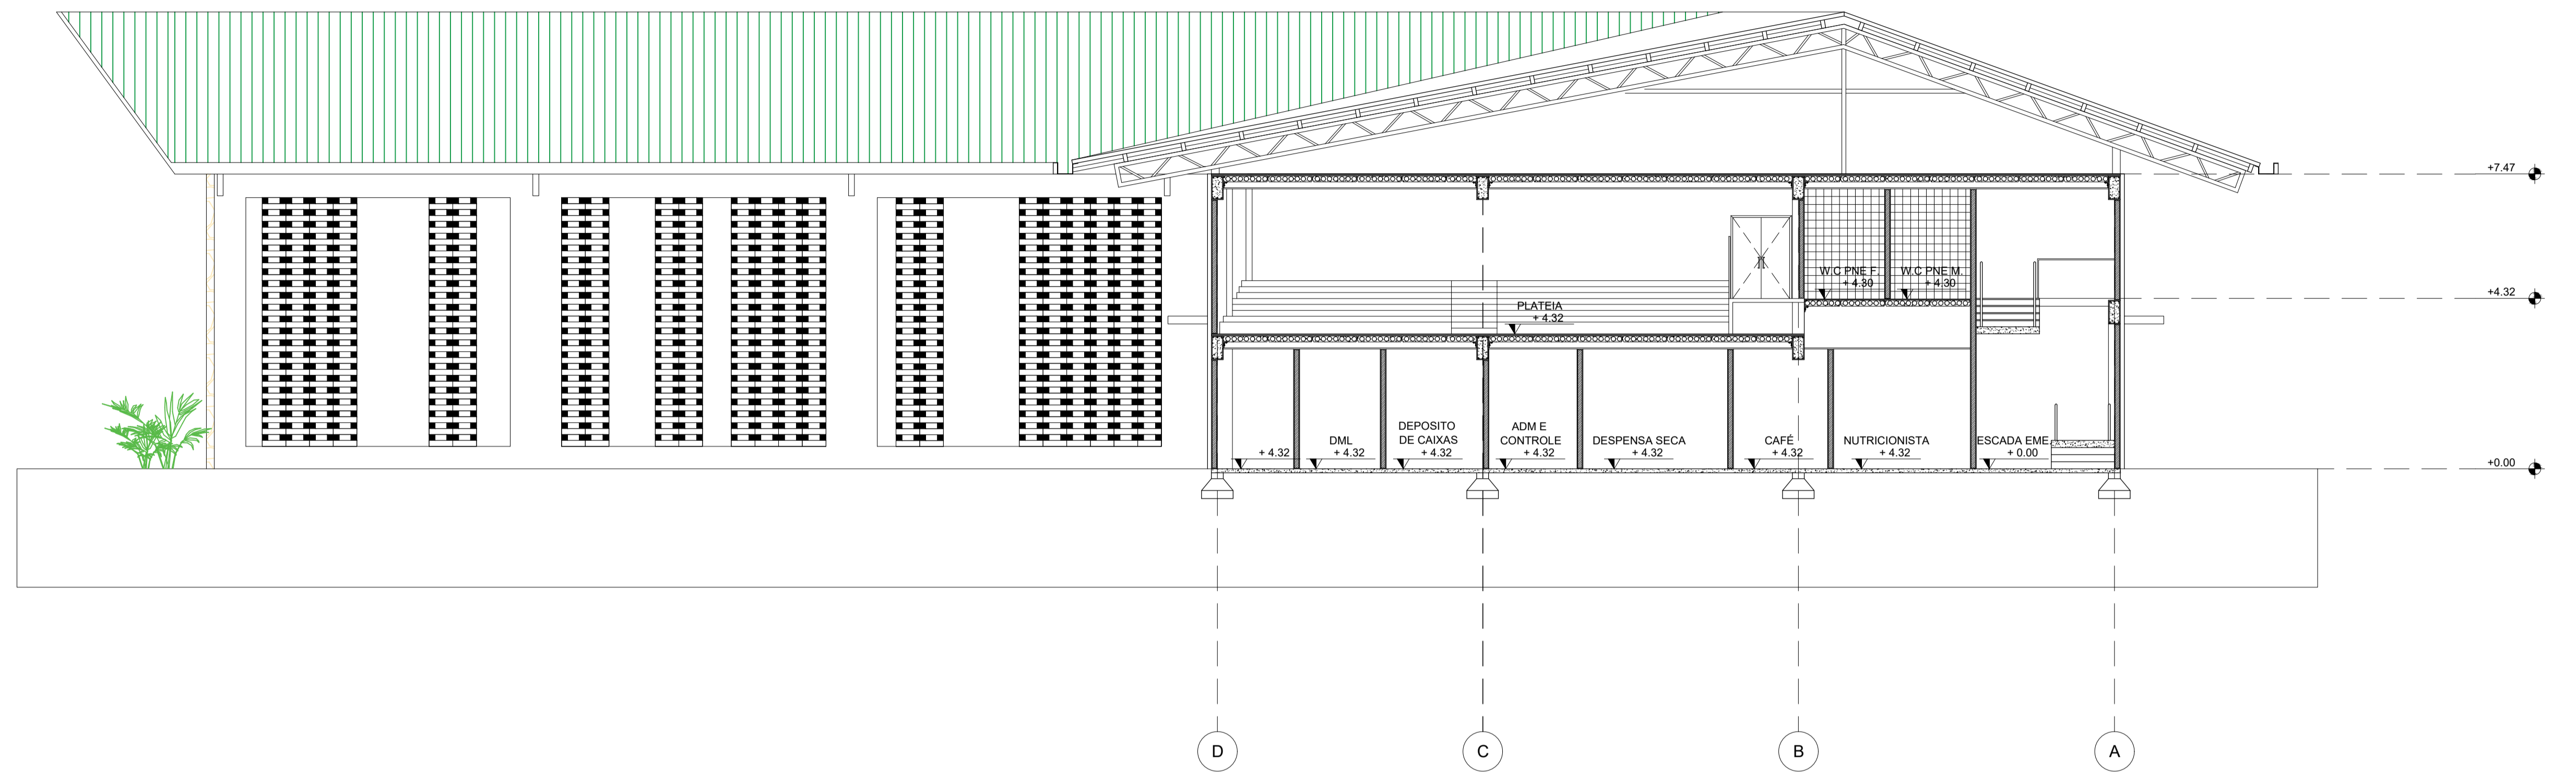 +7.47
W.C PNE F.
+ 4.30
W.C PNE M.
+ 4.30
+4.32
PLATEIA
+ 4.32
+ 4.32
DML
+ 4.32
DEPOSITO
DE CAIXAS
+ 4.32
ADM E
CONTROLE
+ 4.32
DESPENSA SECA
+ 4.32
CAFÉ
+ 4.32
NUTRICIONISTA
+ 4.32
ESCADA EME
+ 0.00
+0.00
D
C
B
A